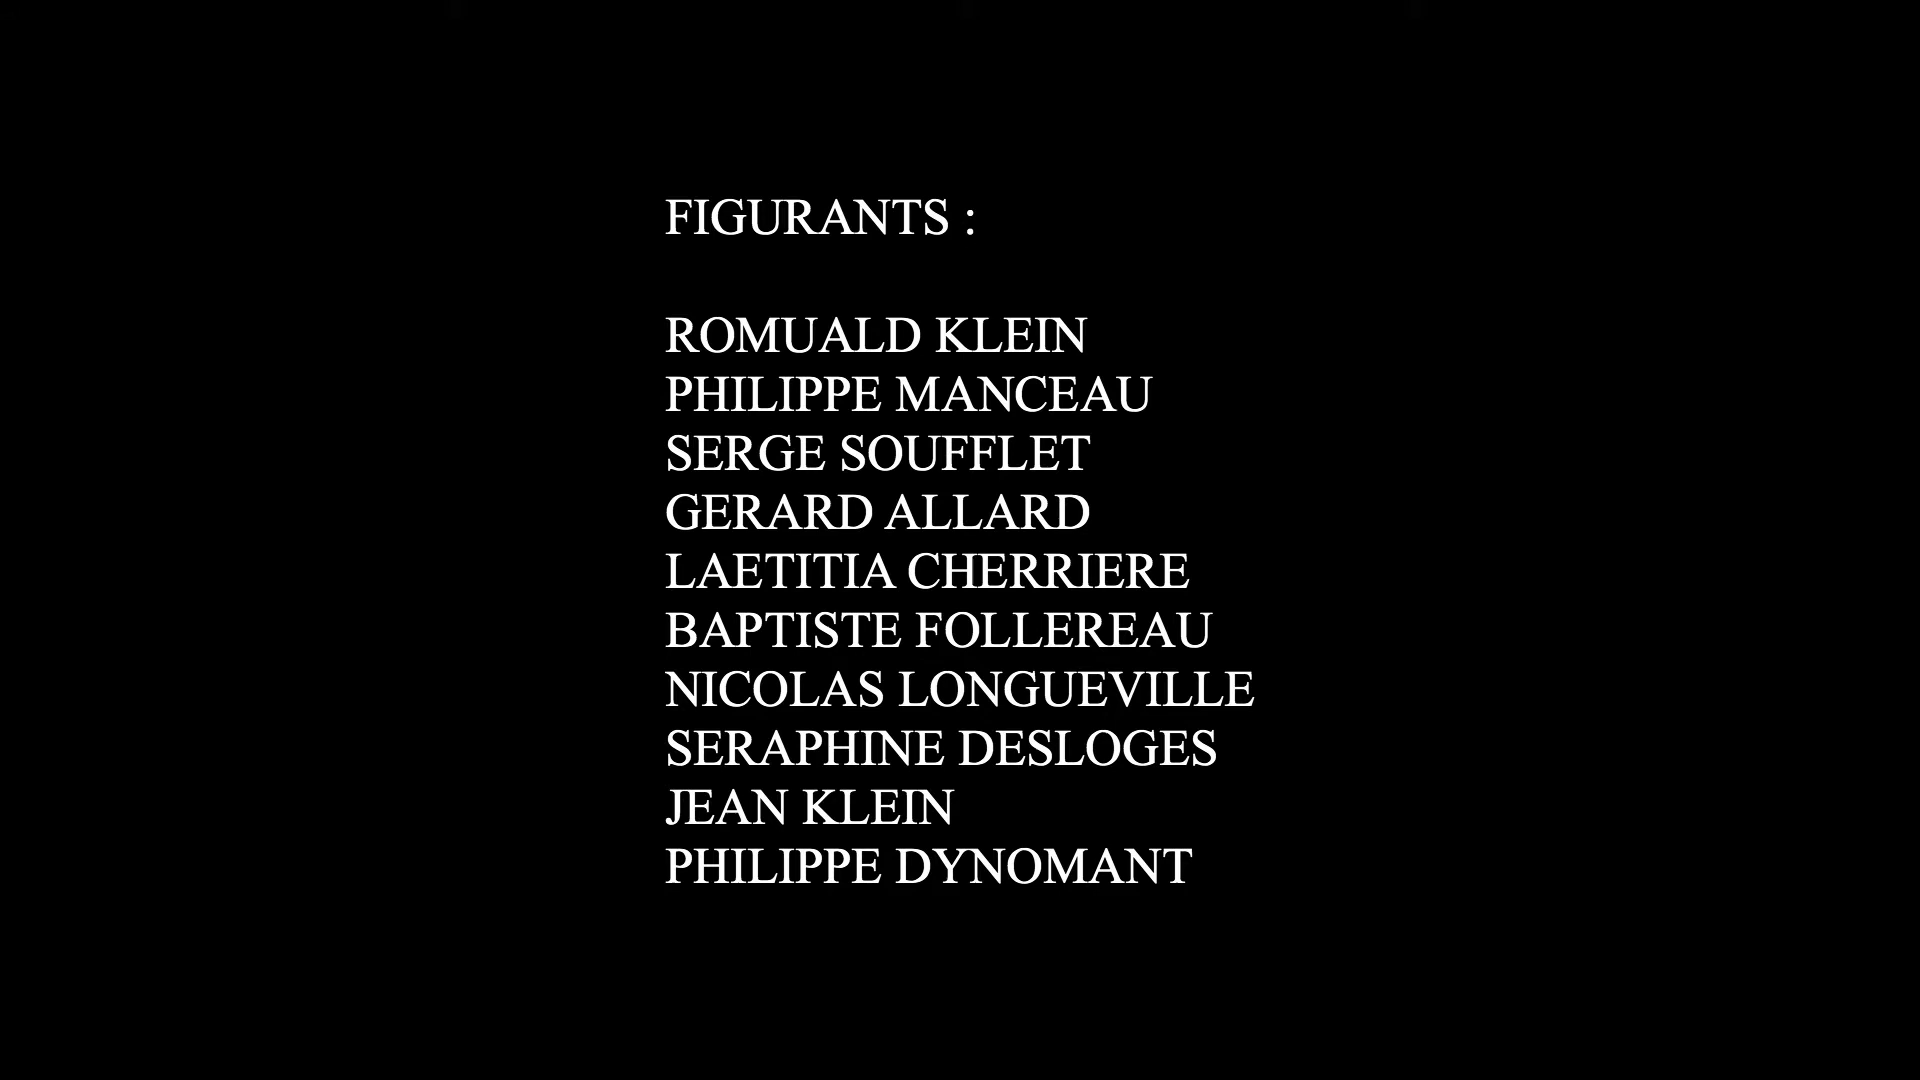 FIGURANTS :
ROMUALD KLEIN
PHILIPPE MANCEAU
SERGE SOUFFLET
GERARD ALLARD
LAETITIA CHERRIERE
BAPTISTE FOLLEREAU
NICOLAS LONGUEVILLE
SERAPHINE DESLOGES
JEAN KLEIN
PHILIPPE DYNOMANT